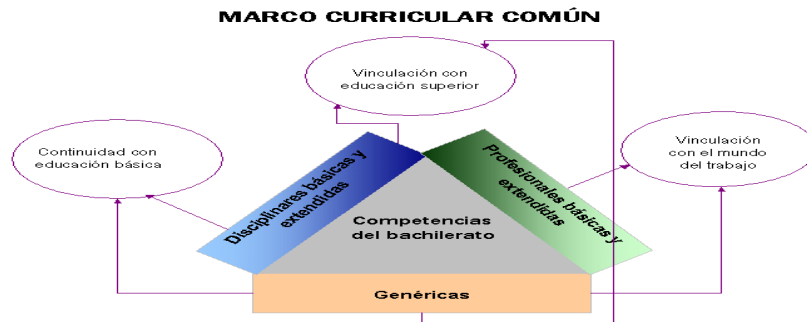 MARCO CURRICULAR COMÚN
Vinculación con
educación superior
Continuidad con
educación básica
Vinculación
con el mundo
del trabajo
Disciplinares básicas y
extendidas
Profesionales básicas y
extendidas
Competencias
del bachilerato
Genéricas